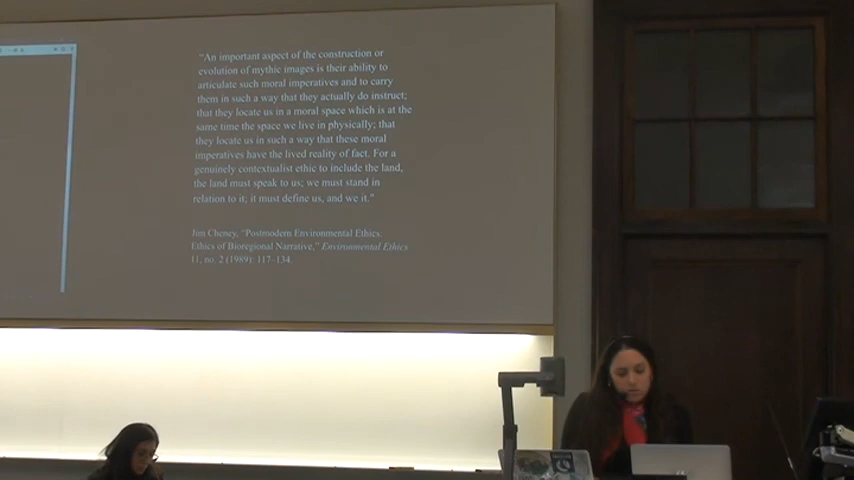 “An important aspect of the construction or
evolution of mythic images is their ability to
articulate such moral imperatives and to carry
them in such a way that they actually do instruct;
that they locate us in a moral space which is at the
same time the space we live in physically; that
they locate us in such a way that these moral
imperatives have the lived reality of fact. For a
genuinely contextualist ethic to include the land,
the land must speak to us; we must stand in
relation to it; it must define us, and we it.”
Jim Cheney, “Postmodern Environmental Ethics:
Ethics of Bioregional Narrative,” Environmental Ethics
11, no. 2 (1989): 117–134.